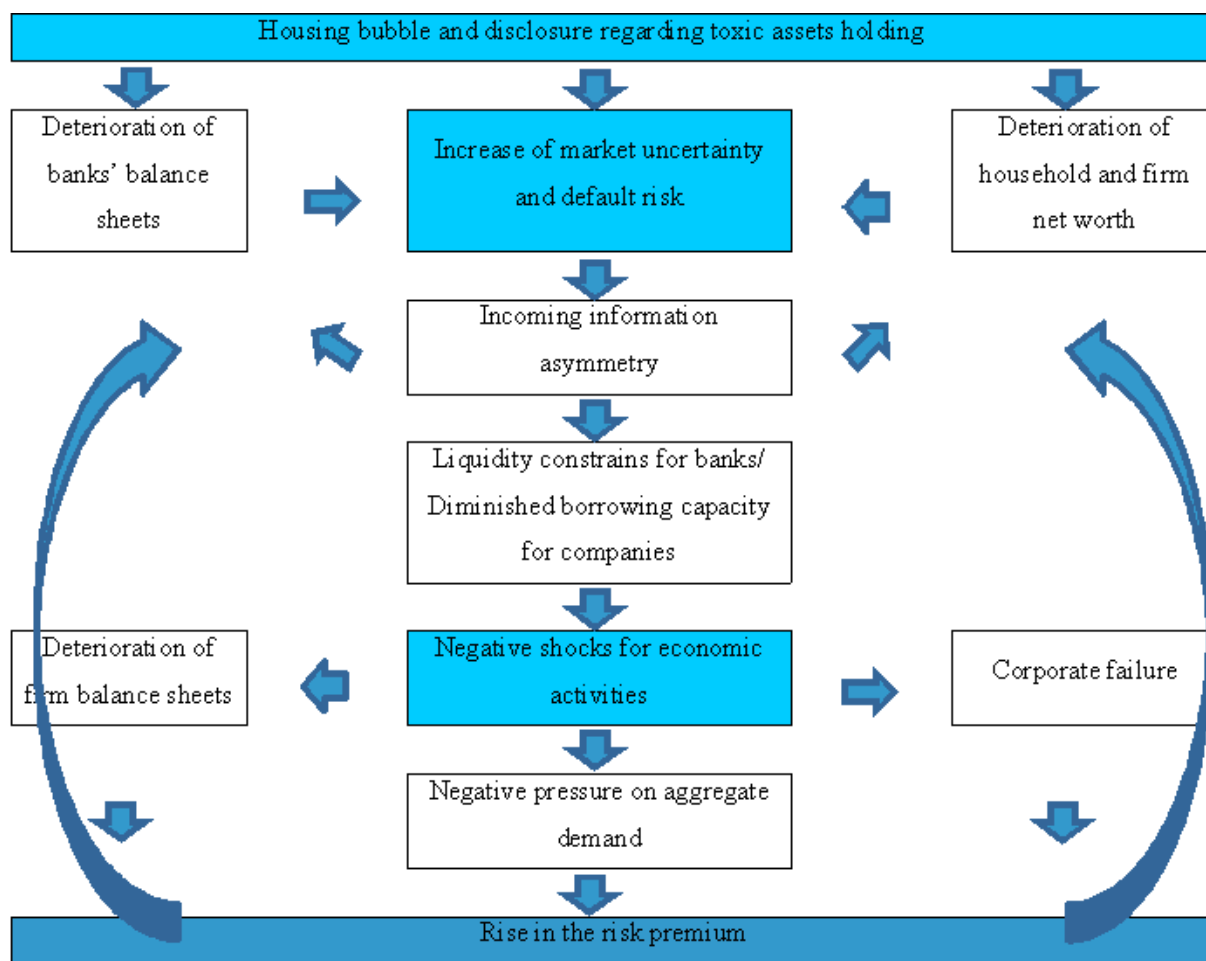 Housing bubble and disclosure regarding toxic assets holding
Deterioration of
banks’ balance
sheets
Increase of market uncertainty
and default risk
Deterioration of
household and firm
net worth
Incoming information
asymmetry
Liquidity constrains for banks/
Diminished borrowing capacity
for companies
Deterioration of
firm balance sheets
Negative shocks for economic
activities
Corporate failure
Negative pressure on aggregate
demand
Rise in the risk premium